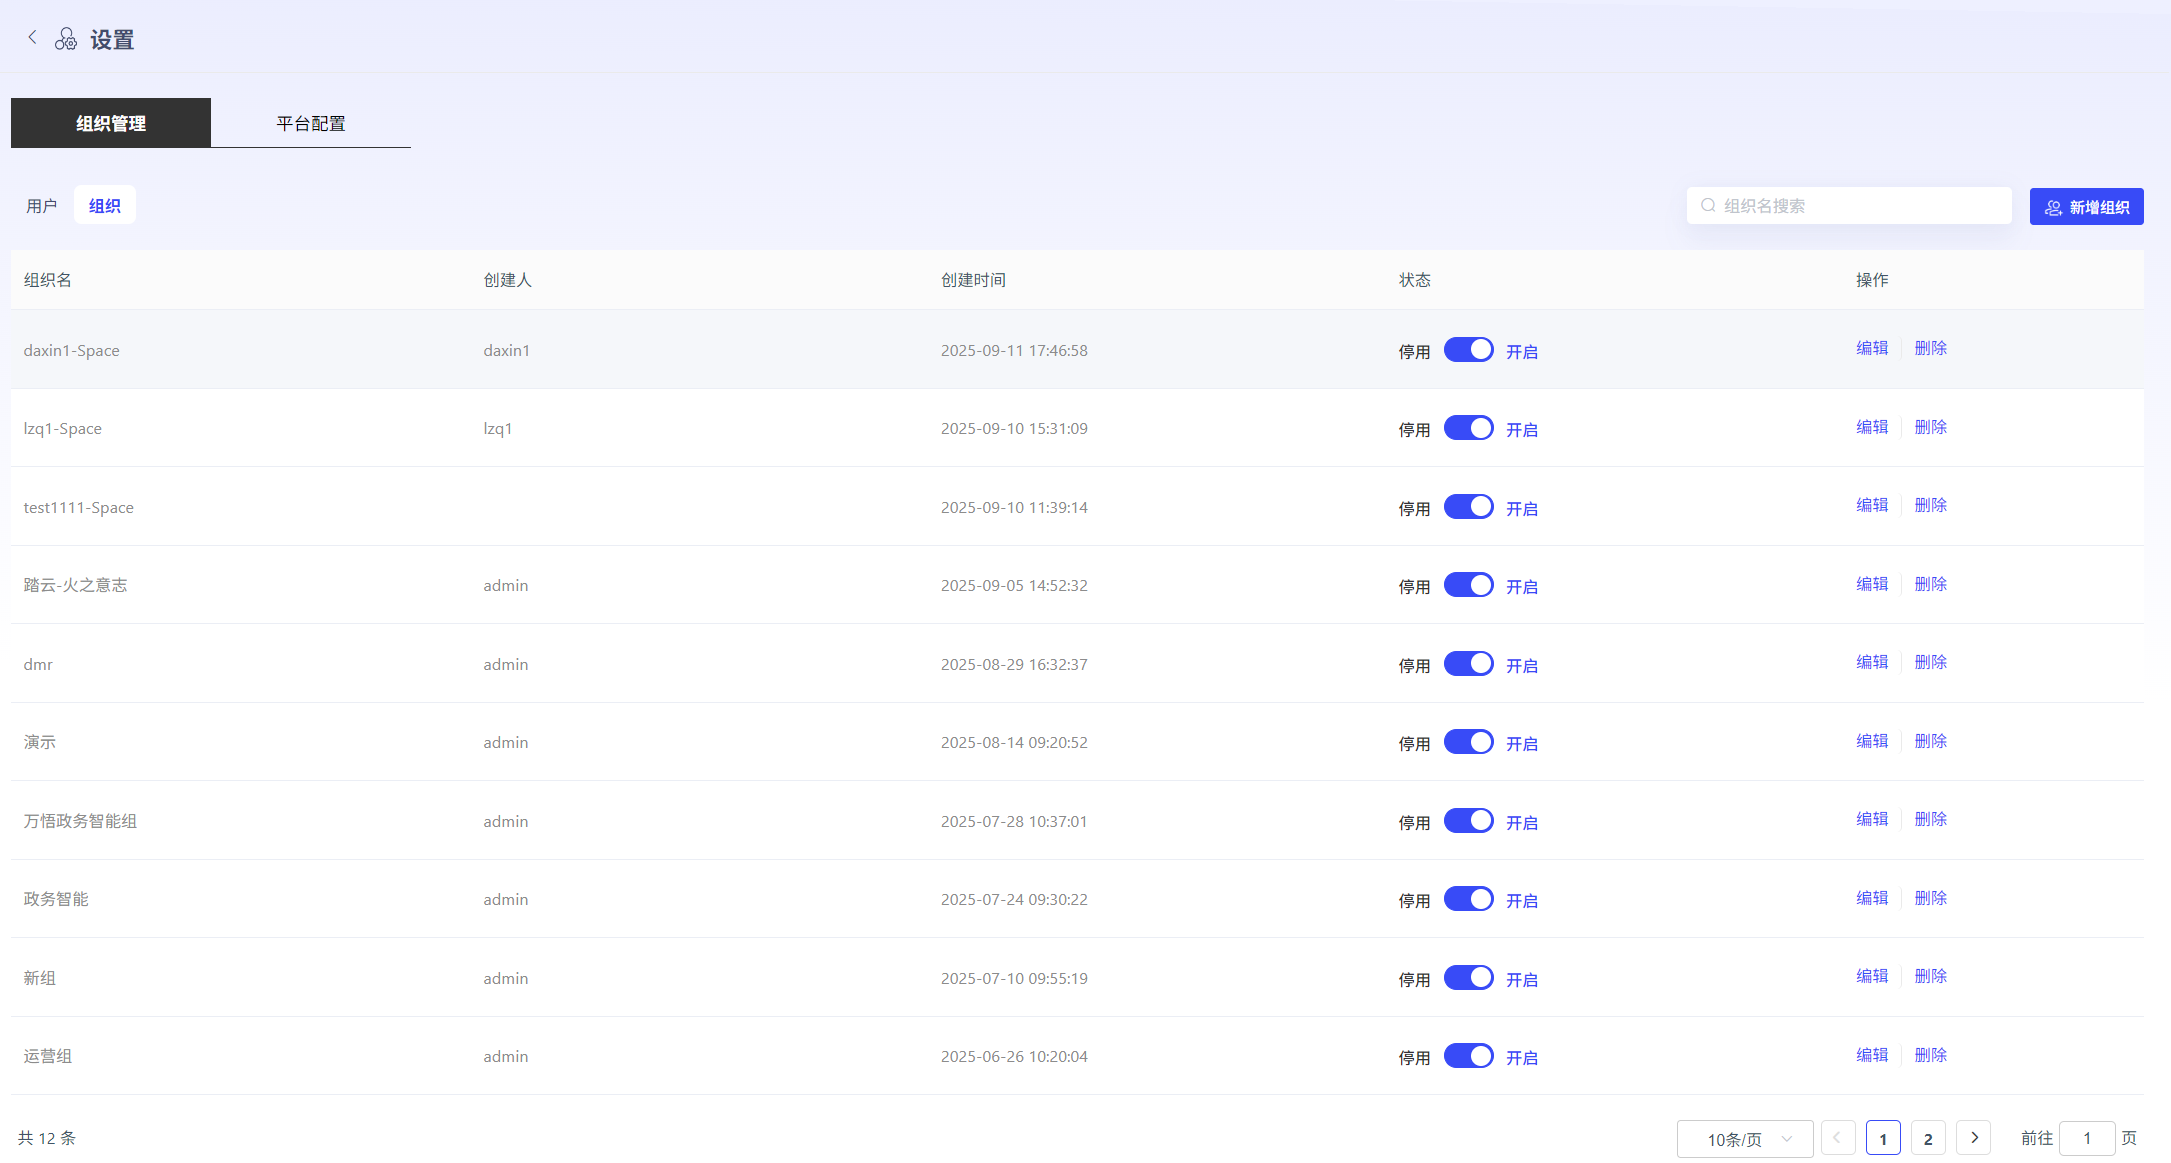 设置
组织管理 平台配置
用户 组织 组织名搜索 新增组织
组织名 创建人 创建时间 状态 操作
daxin1-Space daxin1 2025-09-11 17:46:58 停用 开启 编辑 删除
lzq1-Space lzq1 2025-09-10 15:31:09 停用 开启 编辑 删除
test1111-Space 2025-09-10 11:39:14 停用 开启 编辑 删除
踏云-火之意志 admin 2025-09-05 14:52:32 停用 开启 编辑 删除
dmr admin 2025-08-29 16:32:37 停用 开启 编辑 删除
演示 admin 2025-08-14 09:20:52 停用 开启 编辑 删除
万悟政务智能组 admin 2025-07-28 10:37:01 停用 开启 编辑 删除
政务智能 admin 2025-07-24 09:30:22 停用 开启 编辑 删除
新组 admin 2025-07-10 09:55:19 停用 开启 编辑 删除
运营组 admin 2025-06-26 10:20:04 停用 开启 编辑 删除
共 12 条 10条/页 1 2 前往 1 页